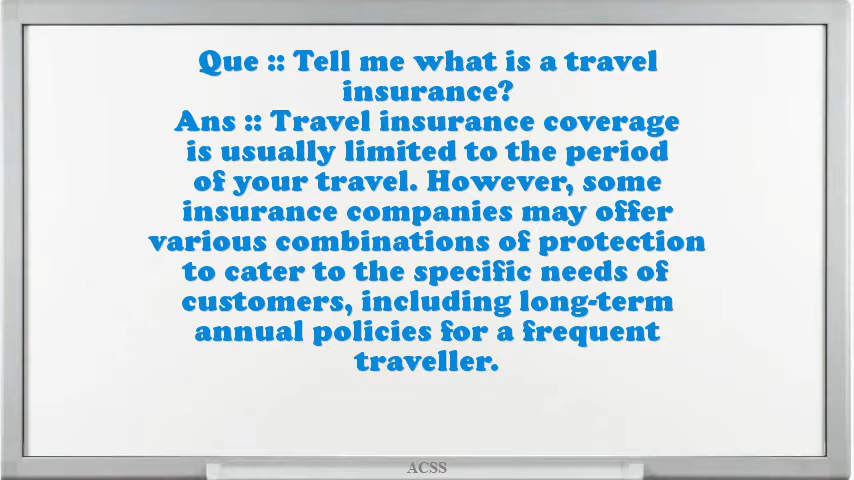 Que :: Tell me what is a travel
insurance?
Ans :: Travel insurance coverage
is usually limited to the period
of your travel. However, some
insurance companies may offer
various combinations of protection
to cater to the specific needs of
customers, including long-term
annual policies for a frequent
traveller.
ACSS